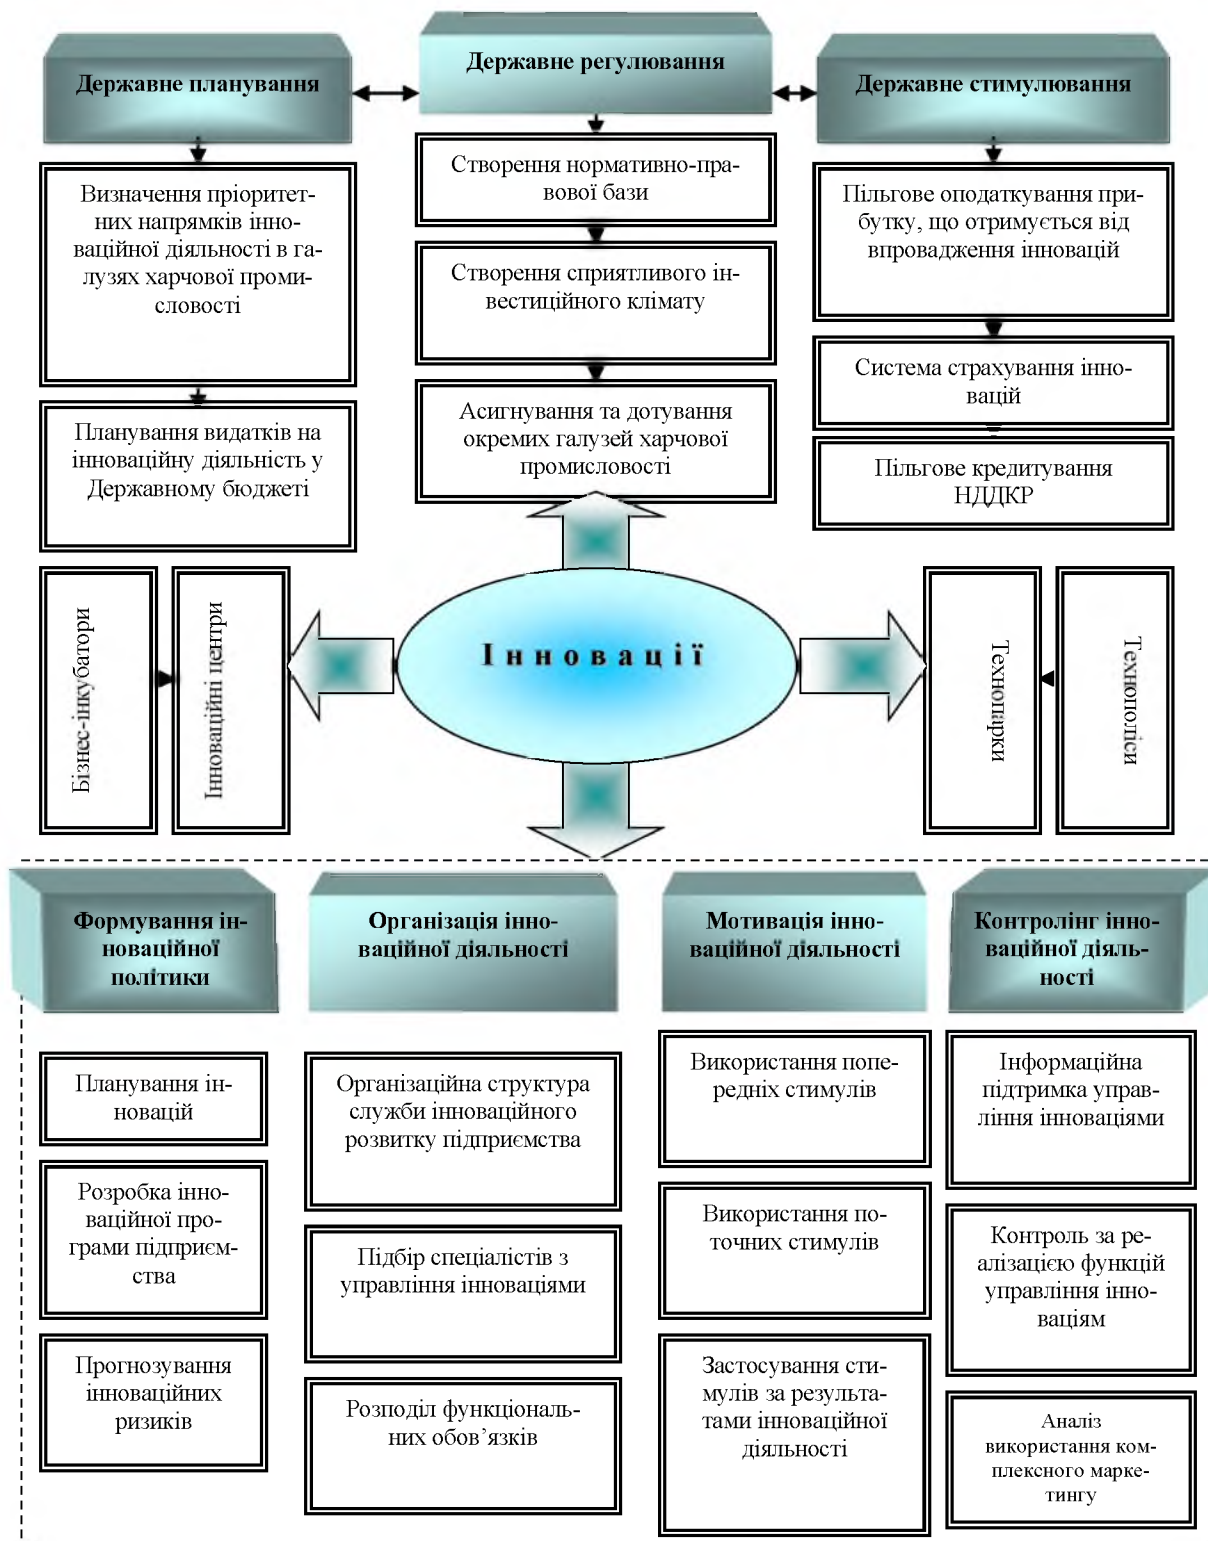 Державне планування
Державне регулювання
Державне стимулювання
Визначення пріоритет-
них напрямків інно-
ваційної діяльності в га-
лузях харчової проми-
словості
Планування видатків на
інноваційну діяльність у
Державному бюджеті
Створення нормативно-пра-
вової бази
Створення сприятливого ін-
вестиційного клімату
Асигнування та дотування
окремих галузей харчової
промисловості
Пільгове оподаткування при-
бутку, що отримується від
впровадження інновацій
Система страхування інно-
вацій
Пільгове кредитування
НДДКР
Бізнес-інкубатори
Інноваційні центри
Інновації
Технопарки
Технополіси
Формування ін-
новаційної
політики
Планування ін-
новацій
Розробка інно-
ваційної про-
грами підприєм-
ства
Прогнозування
інноваційних
ризиків
Організація інно-
ваційної діяльності
Організаційна структура
служби інноваційного
розвитку підприємства
Підбір спеціалістів з
управління інноваціями
Розподіл функціональ-
них обов’язків
Мотивація інно-
ваційної діяльності
Використання попе-
редніх стимулів
Використання по-
точних стимулів
Застосування сти-
мулів за результа-
тами інноваційної
діяльності
Контролінг інно-
ваційної діяль-
ності
Інформаційна
підтримка управ-
ління інноваціями
Контроль за ре-
алізацією функцій
управління інно-
ваціям
Аналіз
використання ком-
плексного марке-
тингу